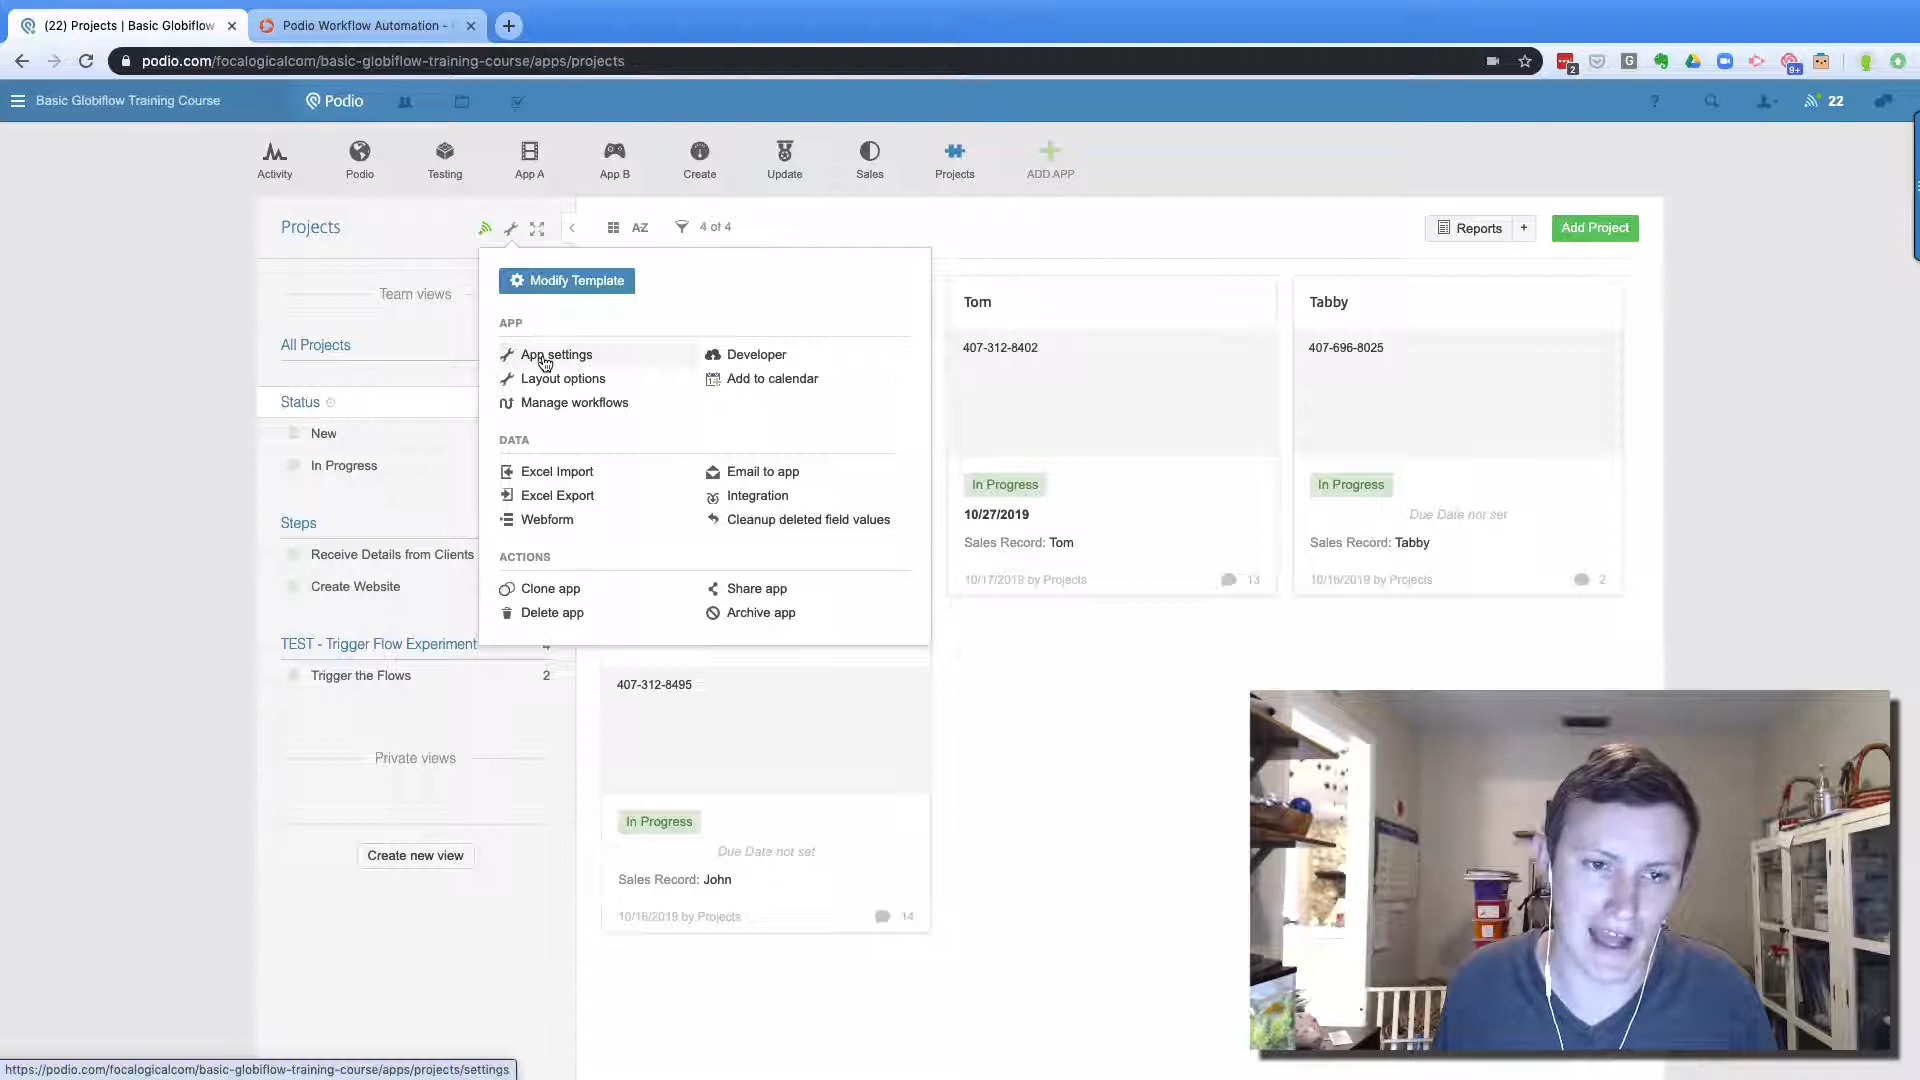 (22) Projects | Basic Globiflow
Podio Workflow Automation -
podio.com/focalogicalcom/basic-globiflow-training-course/apps/projects
2
G
9+
Basic Globiflow Training Course
Podio
?
22
Activity
Podio
Testing
App A
App B
Create
Update
Sales
Projects
ADD APP
Projects
A-Z
4 of 4
Reports
+
Add Project
Team views
All Projects
Status
New
In Progress
Steps
Receive Details from Clients
Create Website
TEST - Trigger Flow Experiment
Trigger the Flows
2
Private views
Create new view
Modify Template
APP
App settings
Developer
Layout options
Add to calendar
Manage workflows
DATA
Excel Import
Email to app
Excel Export
Integration
Webform
Cleanup deleted field values
ACTIONS
Clone app
Share app
Delete app
Archive app
Tom
407-312-8402
In Progress
10/27/2019
Sales Record: Tom
10/17/2019 by Projects
13
Tabby
407-696-8025
In Progress
Due Date not set
Sales Record: Tabby
10/16/2019 by Projects
2
407-312-8495
In Progress
Due Date not set
Sales Record: John
10/16/2019 by Projects
14
https://podio.com/focalogicalcom/basic-globiflow-training-course/apps/projects/settings